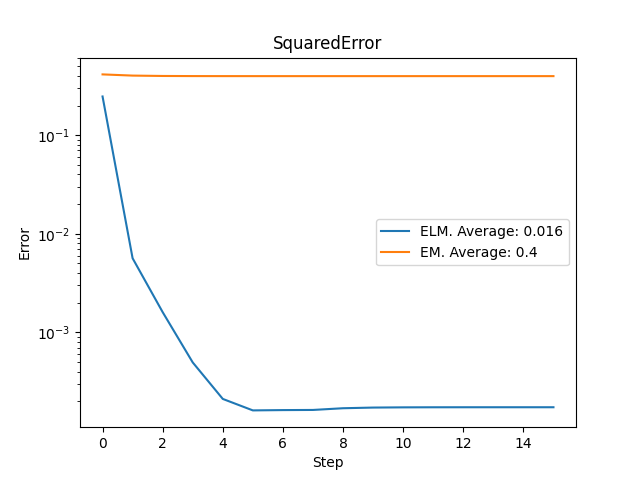 SquaredError
10⁻¹
10⁻²
10⁻³
Error
ELM. Average: 0.016
EM. Average: 0.4
0 2 4 6 8 10 12 14
Step